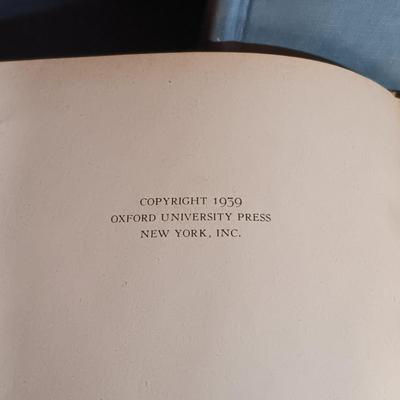 COPYRIGHT 1939
OXFORD UNIVERSITY PRESS
NEW YORK, INC.